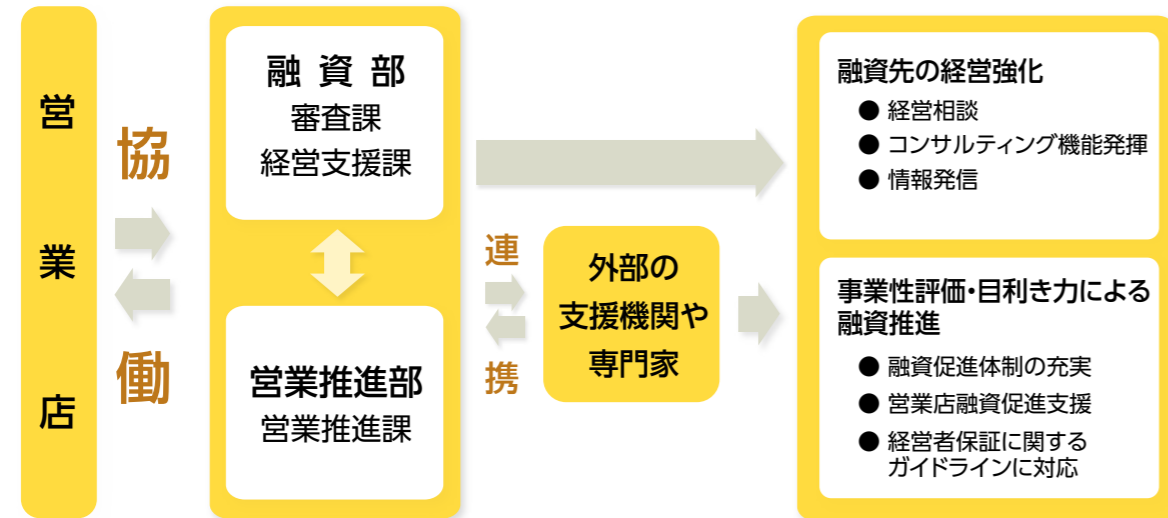 営業店
協働
融資部
審査課
経営支援課
営業推進部
営業推進課
連携
外部の
支援機関や
専門家
融資先の経営強化
● 経営相談
● コンサルティング機能発揮
● 情報発信
事業性評価・目利き力による
融資推進
● 融資促進体制の充実
● 営業店融資促進支援
● 経営者保証に関する
ガイドラインに対応